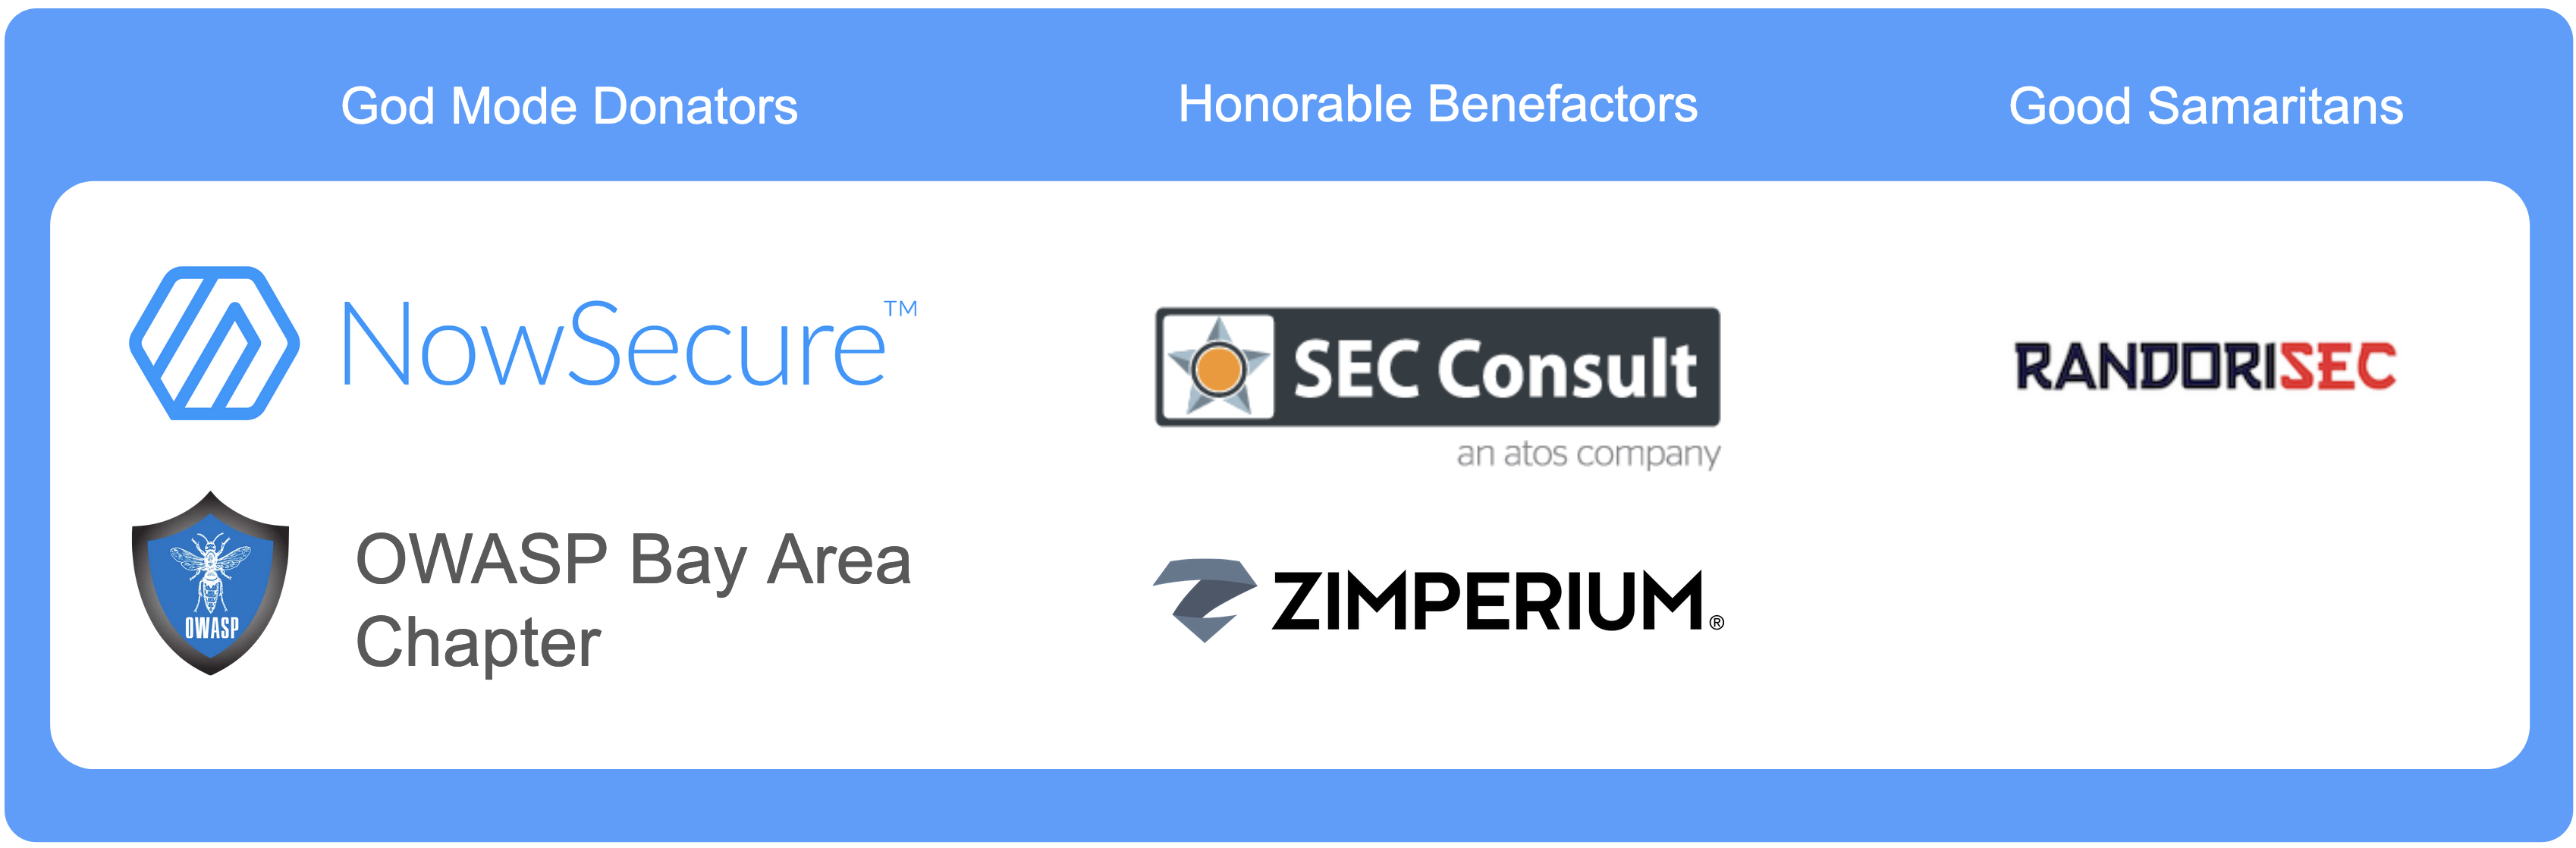 God Mode Donators
Honorable Benefactors
Good Samaritans
NowSecure™
SEC Consult
an atos company
RANDORISEC
OWASP
OWASP Bay Area
Chapter
ZIMPERIUM®